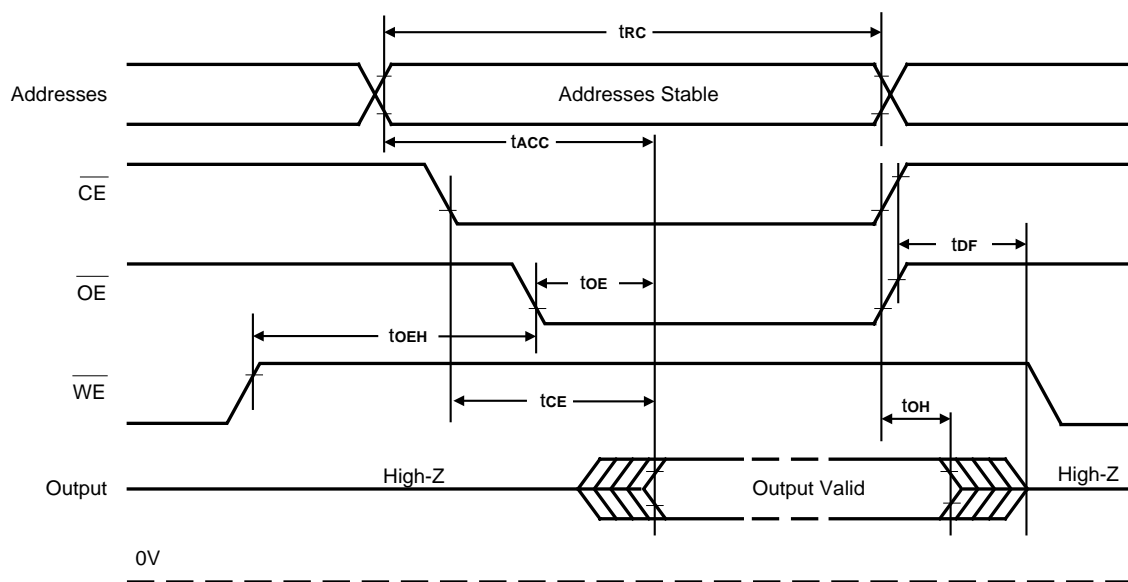 tRC
Addresses
Addresses Stable
tACC
CE
tDF
OE
tOE
tOEH
WE
tCE
tOH
High-Z
High-Z
Output
Output Valid
0V